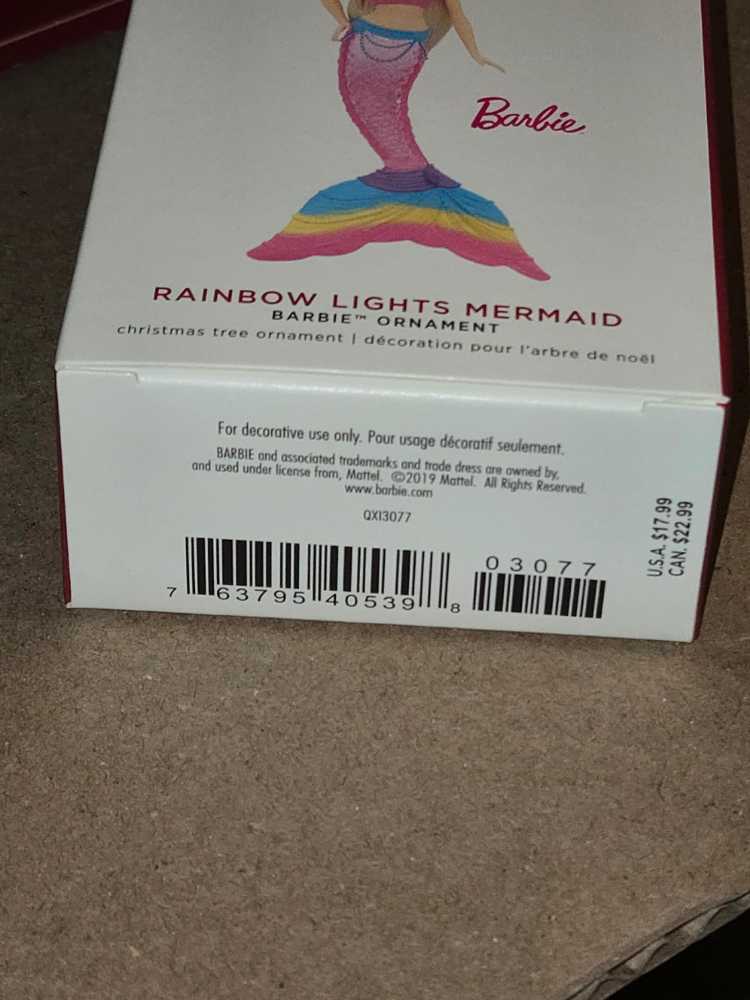 Barbie
RAINBOW LIGHTS MERMAID
BARBIE™ ORNAMENT
christmas tree ornament | décoration pour l'arbre de noël
For decorative use only. Pour usage décoratif seulement.
BARBIE and associated trademarks and trade dress are owned by,
and used under license from, Mattel. ©2019 Mattel. All Rights Reserved.
www.barbie.com
QXI3077
7 63795 40539 8
03077
U.S.A. $17.99
CAN. $22.99